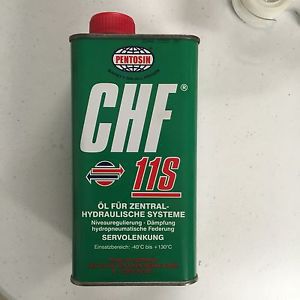 PENTOSIN
CHF®
11S
ÖL FÜR ZENTRAL-
HYDRAULISCHE SYSTEME
Niveauregulierung - Dämpfung
hydropneumatische Federung
SERVOLENKUNG
Einsatzbereich: -40°C bis +130°C